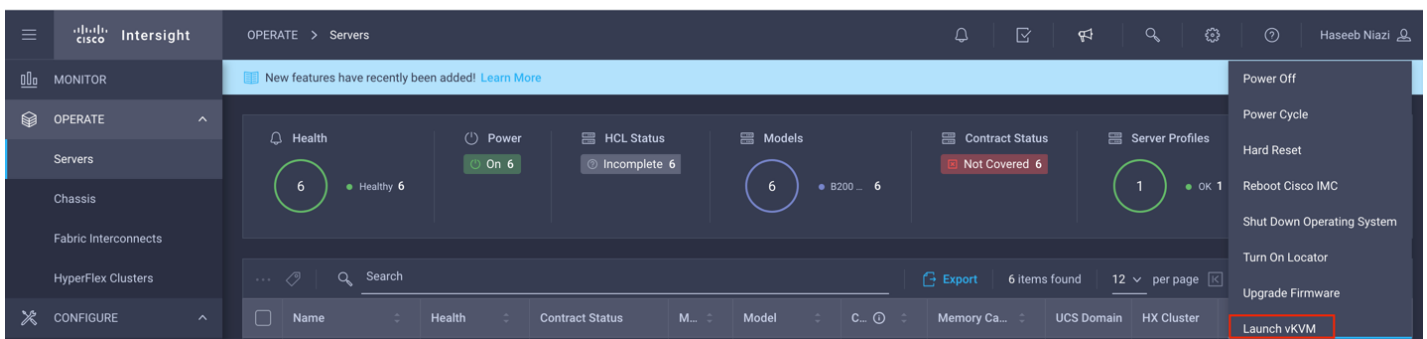 cisco Intersight OPERATE > Servers Haseeb Niazi
MONITOR New features have recently been added! Learn More Power Off
OPERATE Power Cycle
Health Power HCL Status Models Contract Status Server Profiles
Servers On 6 Incomplete 6 Not Covered 6 Hard Reset
6 Healthy 6 6 B200 ... 6 1 OK 1 Reboot Cisco IMC
Chassis
Shut Down Operating System
Fabric Interconnects
Turn On Locator
HyperFlex Clusters ... Search Export 6 items found 12 per page
Upgrade Firmware
CONFIGURE Name Health Contract Status M... Model C... Memory Ca... UCS Domain HX Cluster
Launch vKVM